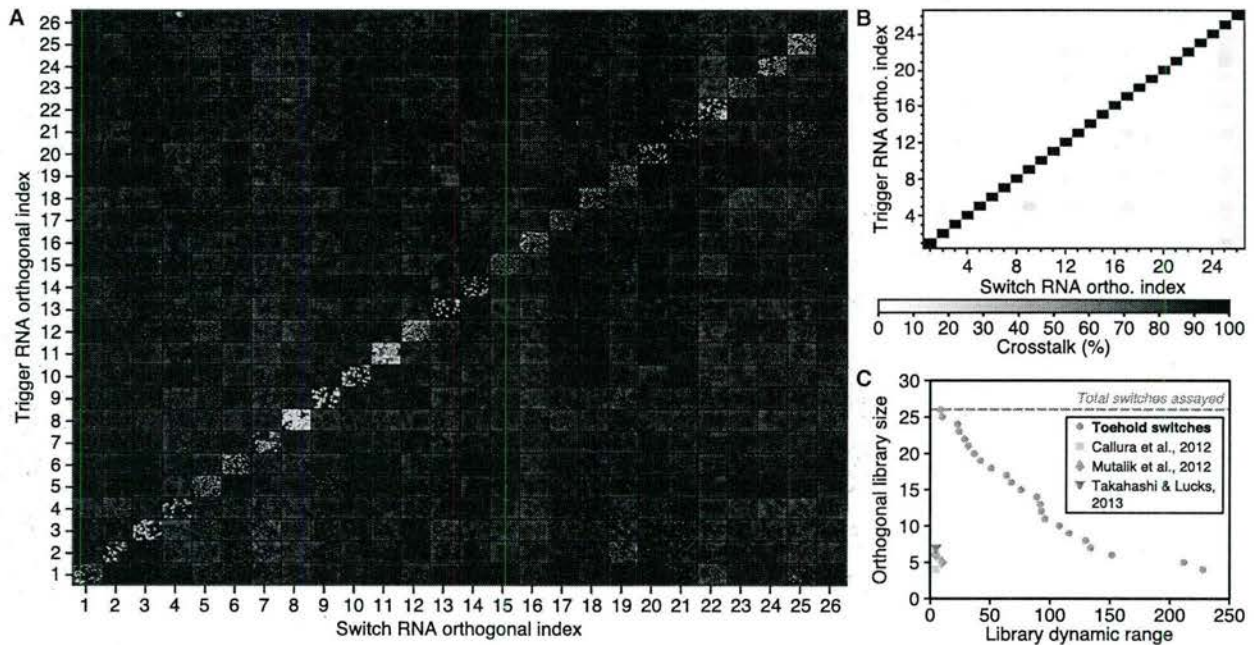 A
Trigger RNA orthogonal index
26
25
24
23
22
21
20
19
18
17
16
15
14
13
12
11
10
9
8
7
6
5
4
3
2
1
1 2 3 4 5 6 7 8 9 10 11 12 13 14 15 16 17 18 19 20 21 22 23 24 25 26
Switch RNA orthogonal index
B
Trigger RNA ortho. index
24
20
16
12
8
4
4 8 12 16 20 24
Switch RNA ortho. index
0 10 20 30 40 50 60 70 80 90 100
Crosstalk (%)
C
Orthogonal library size
30
25
20
15
10
5
0
Total switches assayed
Toehold switches
Callura et al., 2012
Mutalik et al., 2012
Takahashi & Lucks,
2013
0 50 100 150 200 250
Library dynamic range